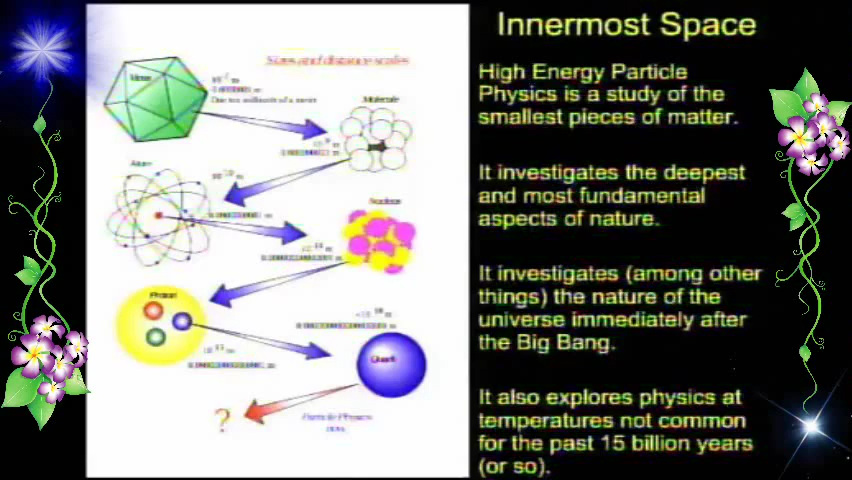 Innermost Space
High Energy Particle
Physics is a study of the
smallest pieces of matter.
It investigates the deepest
and most fundamental
aspects of nature.
It investigates (among other
things) the nature of the
universe immediately after
the Big Bang.
It also explores physics at
temperatures not common
for the past 15 billion years
(or so).
Sizes and distance scales
Molecule
Atom
Nucleus
Proton
Quark
?
Particle Physics